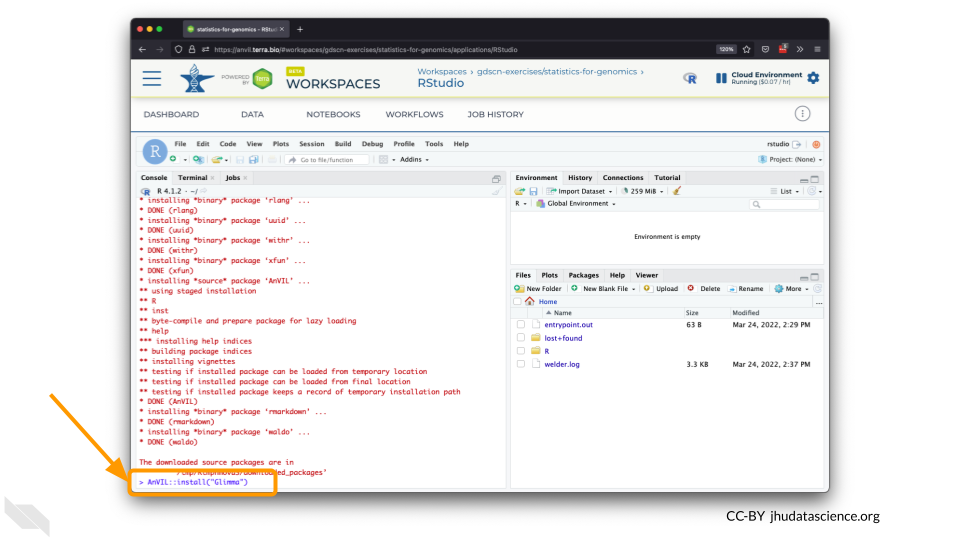 statistics-for-genomics - RStud ×
+
https://anvil.terra.bio/#workspaces/gdscn-exercises/statistics-for-genomics/applications/RStudio
120%
POWERED BY
Terra
BETA
WORKSPACES
Workspaces › gdscn-exercises/statistics-for-genomics ›
RStudio
R
Cloud Environment
Running ($0.07 / hr)
DASHBOARD DATA NOTEBOOKS WORKFLOWS JOB HISTORY
R
File Edit Code View Plots Session Build Debug Profile Tools Help
rstudio
Go to file/function
Addins
Project: (None)
Console Terminal × Jobs ×
R 4.1.2 · ~/
* installing *binary* package 'rlang' ...
* DONE (rlang)
* installing *binary* package 'uuid' ...
* DONE (uuid)
* installing *binary* package 'withr' ...
* DONE (withr)
* installing *binary* package 'xfun' ...
* DONE (xfun)
* installing *source* package 'AnVIL' ...
** using staged installation
** R
** inst
** byte-compile and prepare package for lazy loading
** help
*** installing help indices
** building package indices
** installing vignettes
** testing if installed package can be loaded from temporary location
** testing if installed package can be loaded from final location
** testing if installed package keeps a record of temporary installation path
* DONE (AnVIL)
* installing *binary* package 'rmarkdown' ...
* DONE (rmarkdown)
* installing *binary* package 'waldo' ...
* DONE (waldo)
The downloaded source packages are in
> AnVIL::install("Glimma")
Environment History Connections Tutorial
Import Dataset
259 MiB
List
R
Global Environment
Environment is empty
Files Plots Packages Help Viewer
New Folder New Blank File Upload Delete Rename More
Home
...
Name Size Modified
entrypoint.out 63 B Mar 24, 2022, 2:29 PM
lost+found
R
welder.log 3.3 KB Mar 24, 2022, 2:37 PM
CC-BY jhudatascience.org